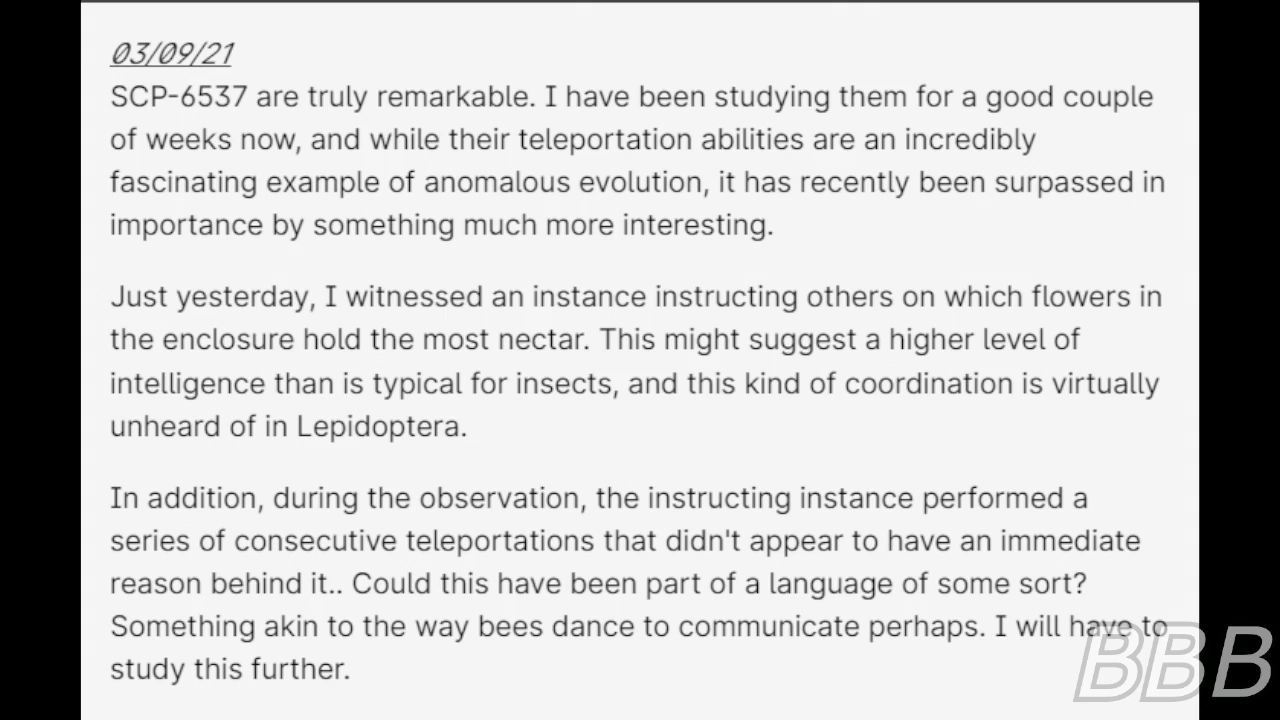 03/09/21
SCP-6537 are truly remarkable. I have been studying them for a good couple
of weeks now, and while their teleportation abilities are an incredibly
fascinating example of anomalous evolution, it has recently been surpassed in
importance by something much more interesting.
Just yesterday, I witnessed an instance instructing others on which flowers in
the enclosure hold the most nectar. This might suggest a higher level of
intelligence than is typical for insects, and this kind of coordination is virtually
unheard of in Lepidoptera.
In addition, during the observation, the instructing instance performed a
series of consecutive teleportations that didn't appear to have an immediate
reason behind it.. Could this have been part of a language of some sort?
Something akin to the way bees dance to communicate perhaps. I will have to
study this further.
BBB